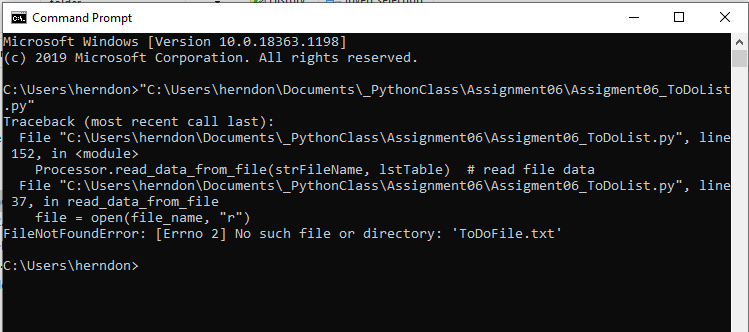 Command Prompt
Microsoft Windows [Version 10.0.18363.1198]
(c) 2019 Microsoft Corporation. All rights reserved.
C:\Users\herndon>"C:\Users\herndon\Documents\_PythonClass\Assignment06\Assigment06_ToDoList
.py"
Traceback (most recent call last):
  File "C:\Users\herndon\Documents\_PythonClass\Assignment06\Assigment06_ToDoList.py", line
 152, in <module>
    Processor.read_data_from_file(strFileName, lstTable)  # read file data
  File "C:\Users\herndon\Documents\_PythonClass\Assignment06\Assigment06_ToDoList.py", line
 37, in read_data_from_file
    file = open(file_name, "r")
FileNotFoundError: [Errno 2] No such file or directory: 'ToDoFile.txt'
C:\Users\herndon>